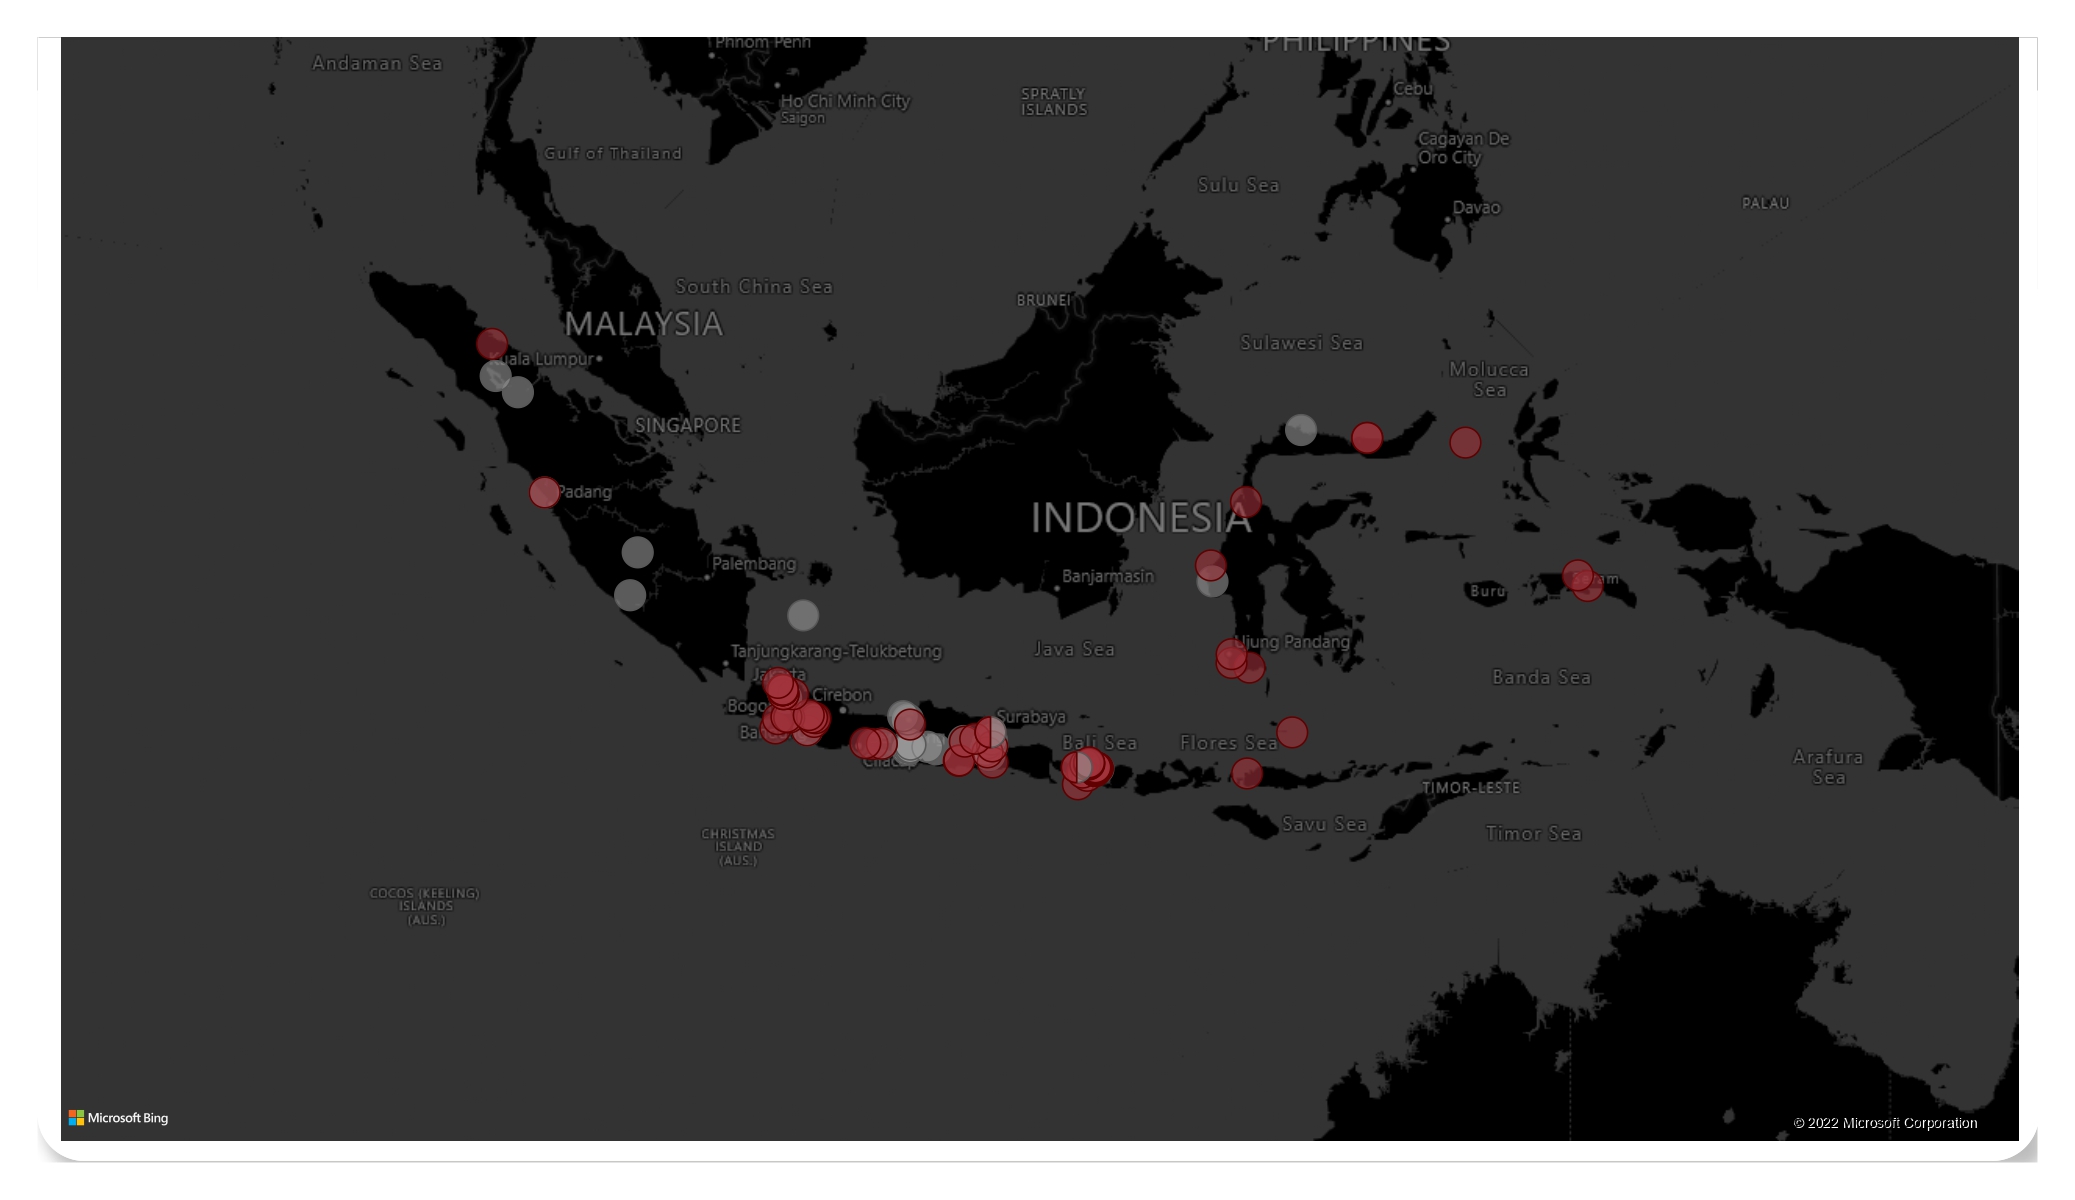 Phnom Penh
PHILIPPINES
Andaman Sea
Cebu
SPRATLY
ISLANDS
Ho Chi Minh City
Saigon
Cagayan De
Oro City
Gulf of Thailand
Sulu Sea
PALAU
Davao
South China Sea
BRUNEI
MALAYSIA
Sulawesi Sea
Kuala Lumpur
Molucca
Sea
SINGAPORE
Padang
INDONESIA
Palembang
Banjarmasin
Seram
Buru
Ujung Pandang
Tanjungkarang-Telukbetung
Java Sea
Jakarta
Banda Sea
Cirebon
Bogo
Surabaya
Ba
Bali Sea
Flores Sea
Cilacap
Arafura
Sea
TIMOR-LESTE
Savu Sea
Timor Sea
CHRISTMAS
ISLAND
(AUS.)
COCOS (KEELING)
ISLANDS
(AUS.)
Microsoft Bing
© 2022 Microsoft Corporation